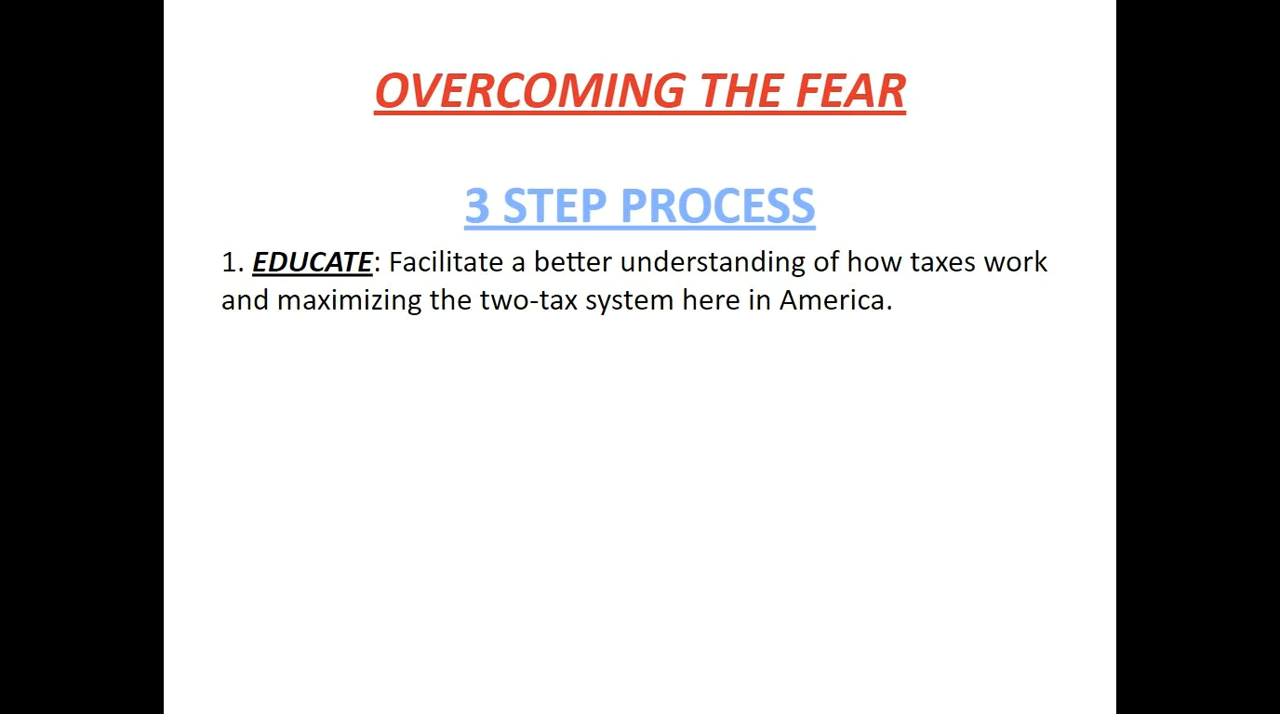 OVERCOMING THE FEAR
3 STEP PROCESS
1. EDUCATE: Facilitate a better understanding of how taxes work
and maximizing the two-tax system here in America.